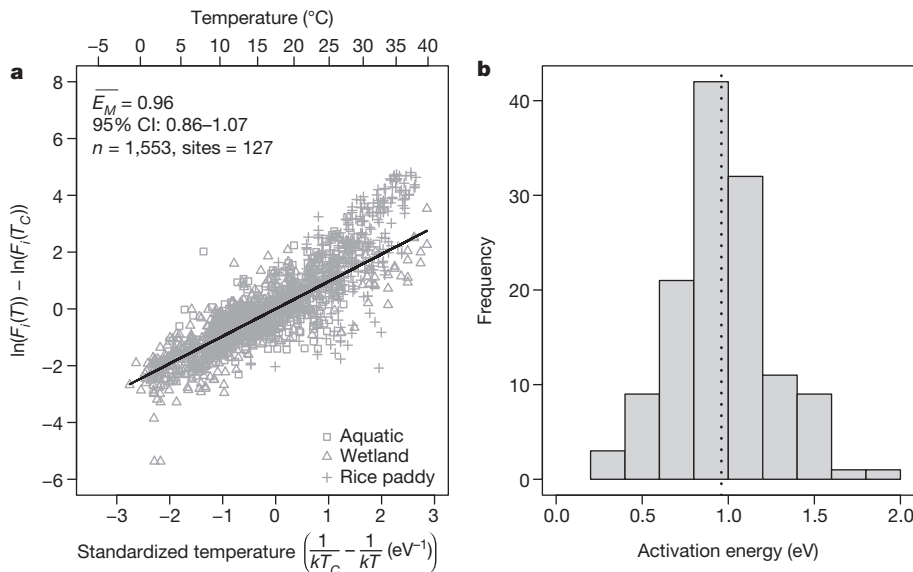 Temperature (°C)
−5 0 5 10 15 20 25 30 35 40
a
8
6
4
2
0
−2
−4
−6
ln(Fᵢ(T)) − ln(Fᵢ(T_C))
E̅_M̅ = 0.96
95% CI: 0.86–1.07
n = 1,553, sites = 127
Aquatic
Wetland
Rice paddy
−3 −2 −1 0 1 2 3
Standardized temperature (1/kT_C − 1/kT (eV⁻¹))
b
40
30
20
10
0
Frequency
0.0 0.5 1.0 1.5 2.0
Activation energy (eV)